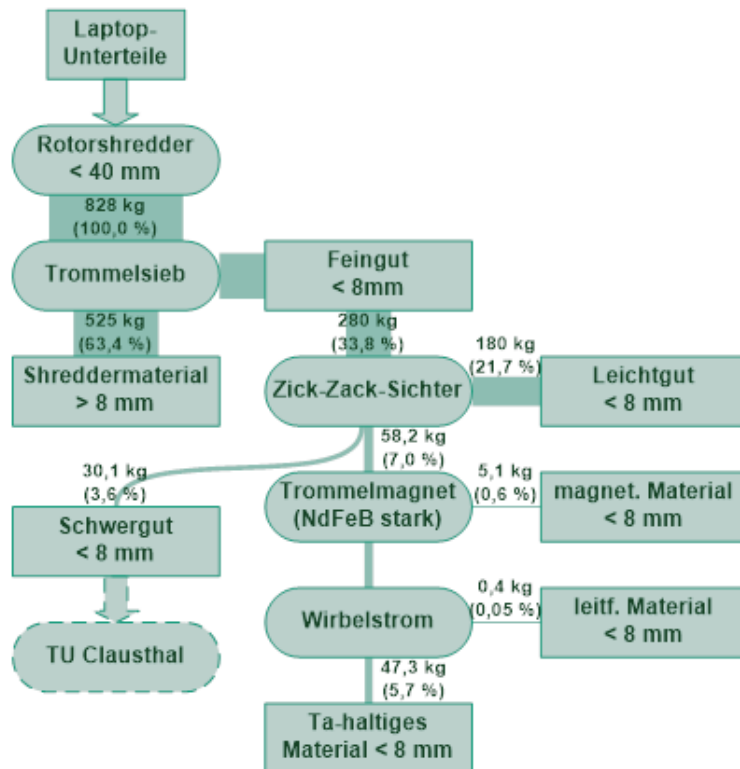 Laptop-
Unterteile
Rotorshredder
< 40 mm
828 kg
(100,0 %)
Trommelsieb
Feingut
< 8mm
525 kg
(63,4 %)
280 kg
(33,8 %)
180 kg
(21,7 %)
Shreddermaterial
> 8 mm
Zick-Zack-Sichter
Leichtgut
< 8 mm
58,2 kg
(7,0 %)
30,1 kg
(3,6 %)
5,1 kg
(0,6 %)
Schwergut
< 8 mm
Trommelmagnet
(NdFeB stark)
magnet. Material
< 8 mm
0,4 kg
(0,05 %)
TU Clausthal
Wirbelstrom
leitf. Material
< 8 mm
47,3 kg
(5,7 %)
Ta-haltiges
Material < 8 mm